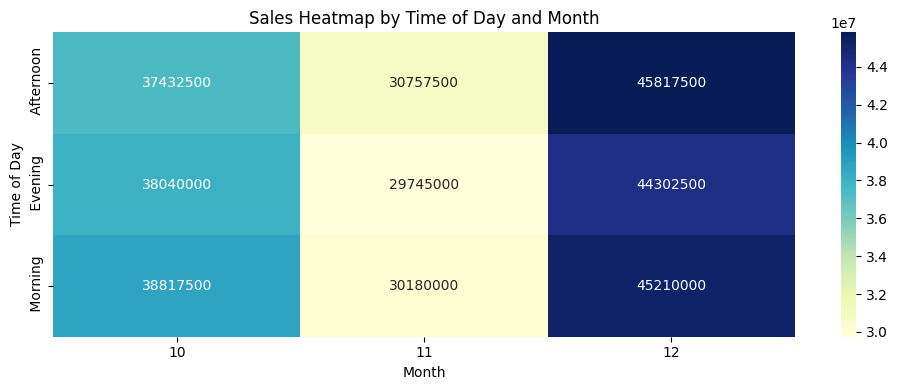 Sales Heatmap by Time of Day and Month
1e7
Time of Day
Afternoon
37432500
30757500
45817500
Evening
38040000
29745000
44302500
Morning
38817500
30180000
45210000
10
11
12
Month
4.4
4.2
4.0
3.8
3.6
3.4
3.2
3.0